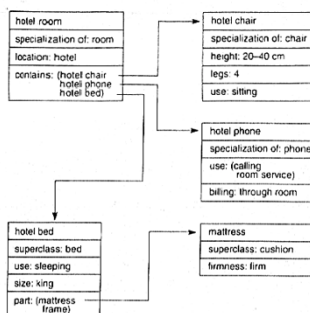 hotel room
specialization of: room
location: hotel
contains: (hotel chair
hotel phone
hotel bed)
hotel chair
specialization of: chair
height: 20–40 cm
legs: 4
use: sitting
hotel phone
specialization of: phone
use: (calling
room service)
billing: through room
hotel bed
superclass: bed
use: sleeping
size: king
part: (mattress
frame)
mattress
superclass: cushion
firmness: firm